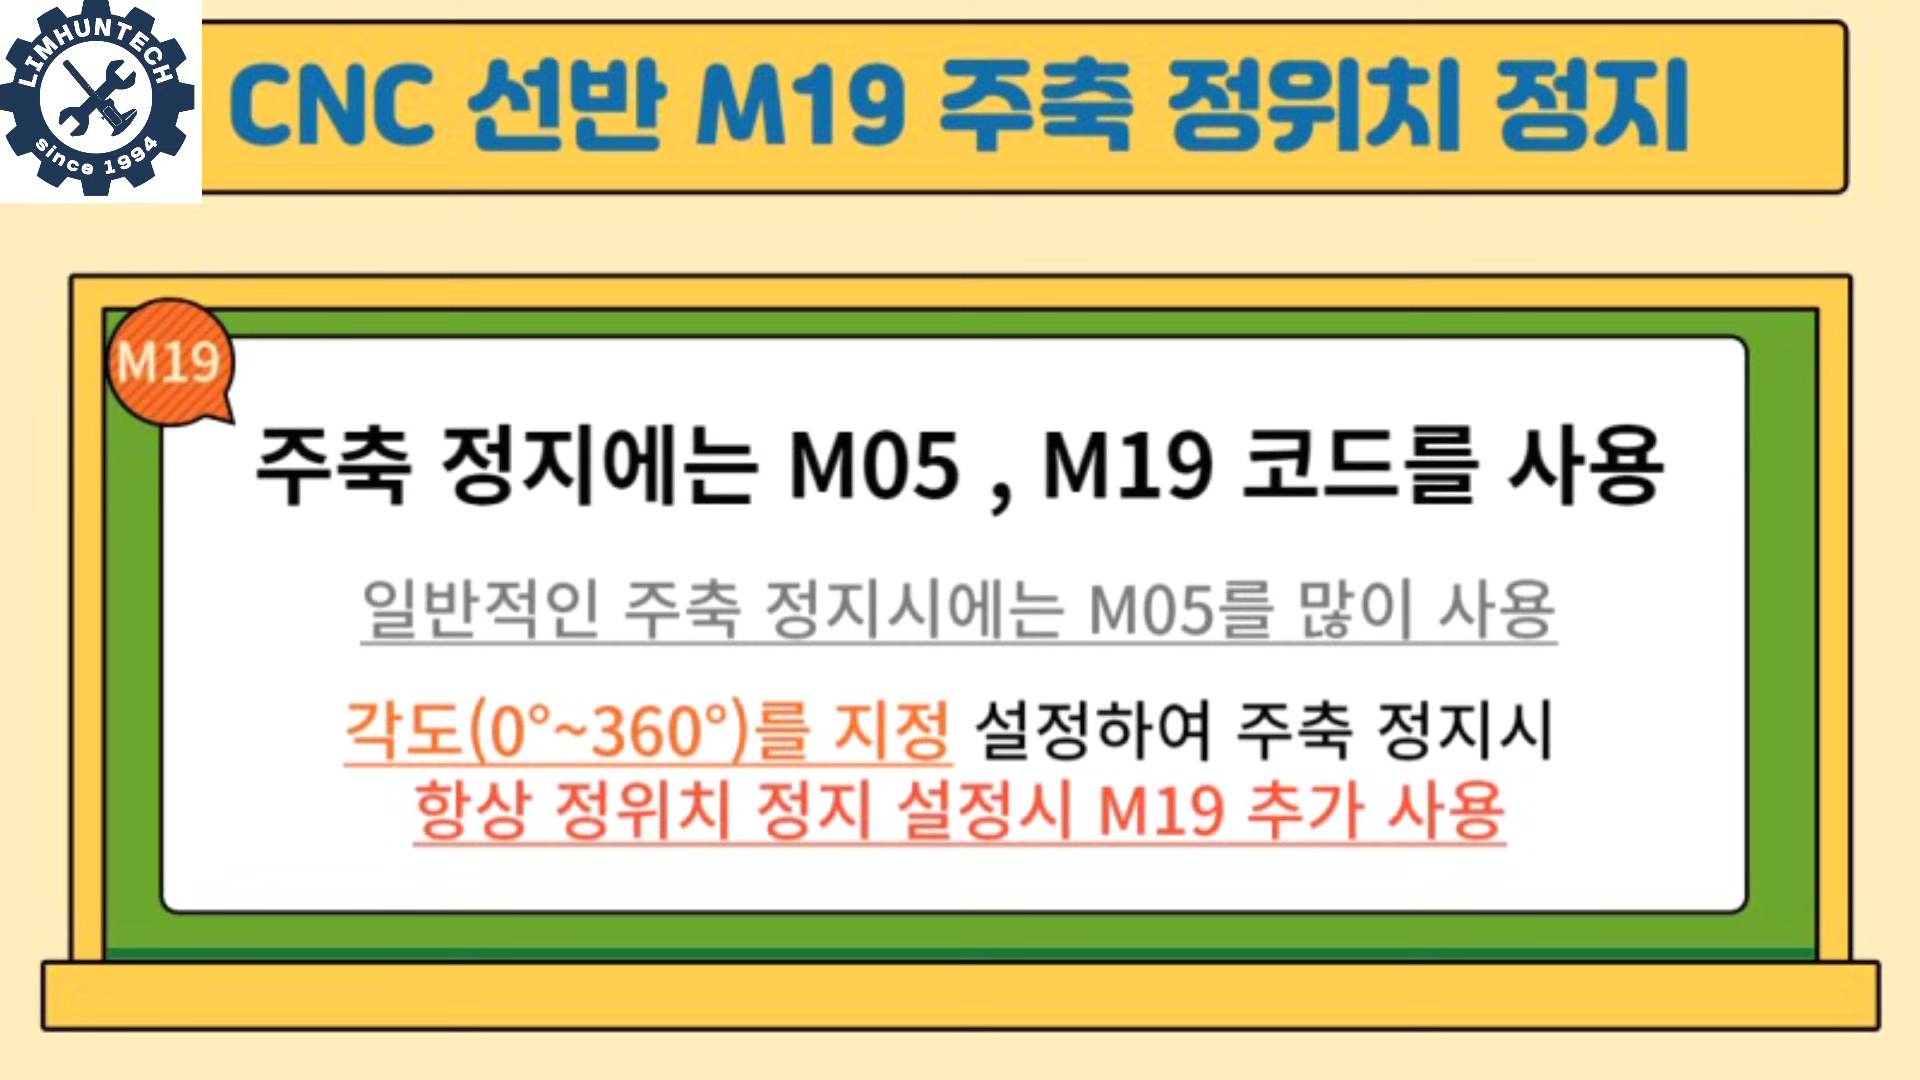 LIMHUNTECH
since 1994
CNC 선반 M19 주축 정위치 정지
M19
주축 정지에는 M05 , M19 코드를 사용
일반적인 주축 정지시에는 M05를 많이 사용
각도(0°~360°)를 지정 설정하여 주축 정지시
항상 정위치 정지 설정시 M19 추가 사용